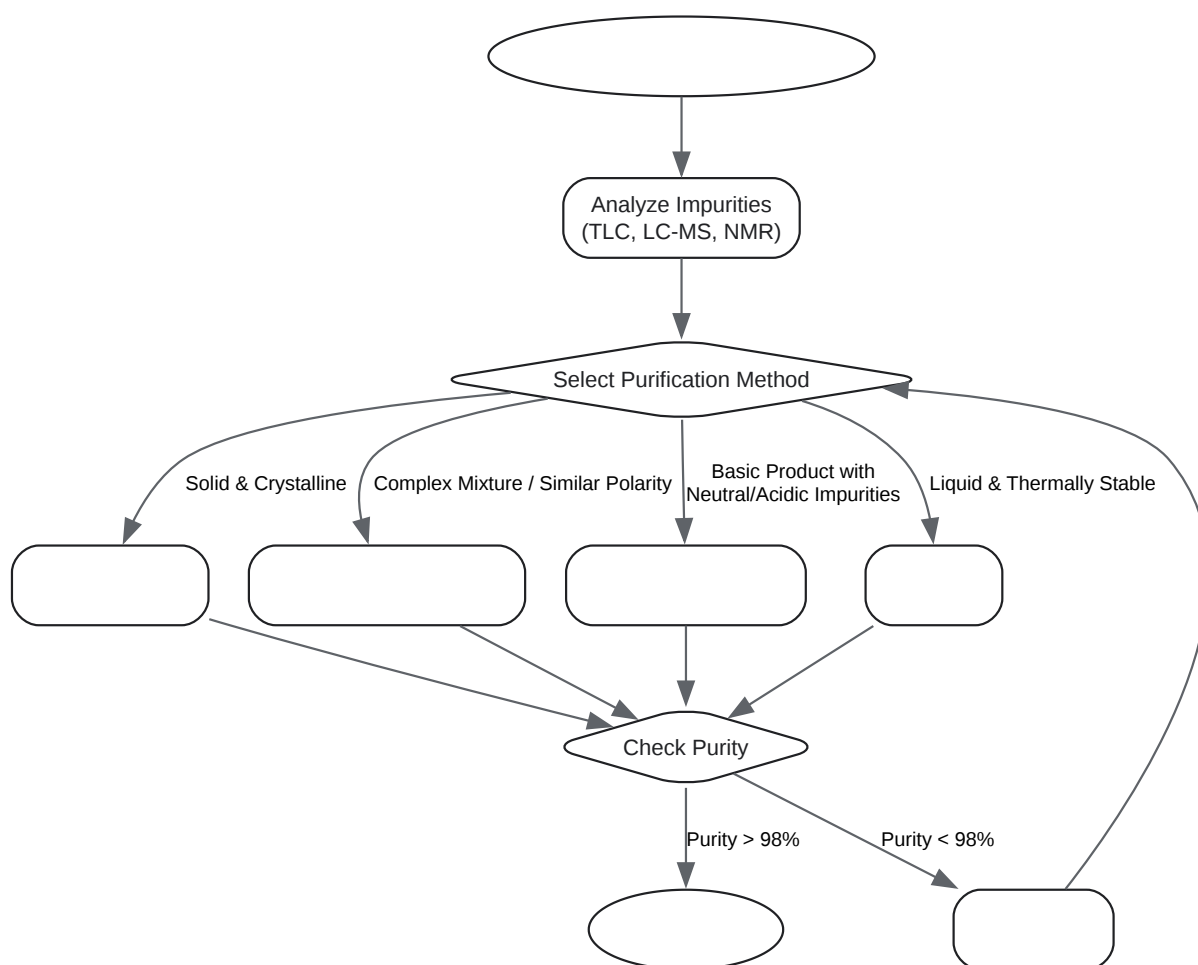 Analyze Impurities
(TLC, LC-MS, NMR)
Select Purification Method
Solid & Crystalline
Complex Mixture / Similar Polarity
Basic Product with
Neutral/Acidic Impurities
Liquid & Thermally Stable
Check Purity
Purity > 98%
Purity < 98%